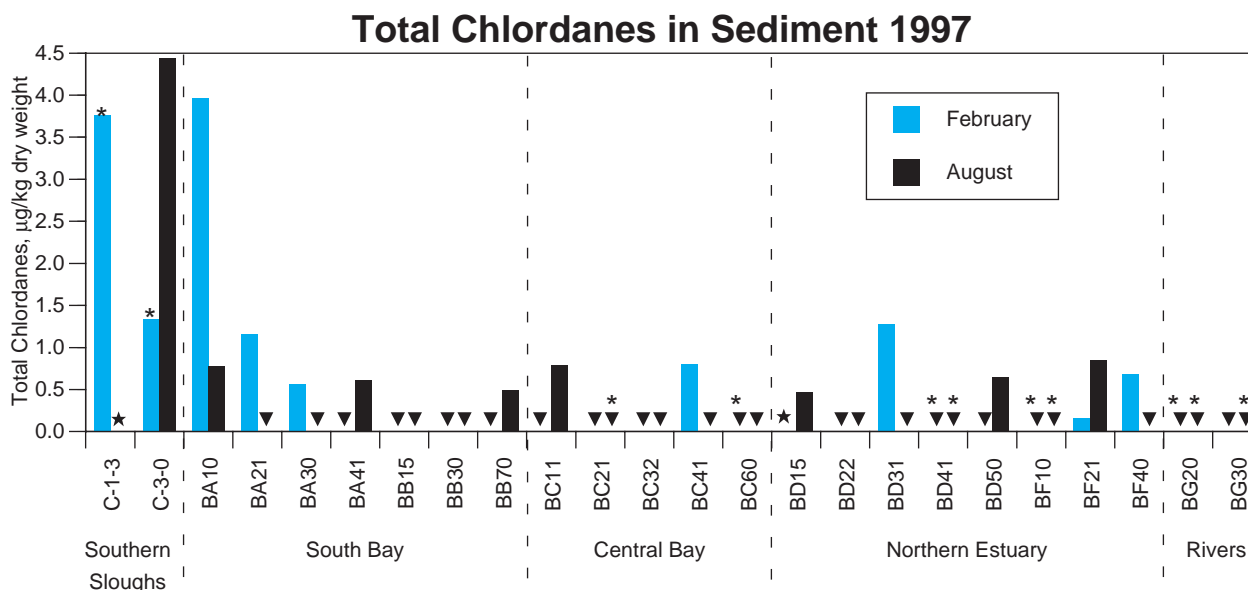 Total Chlordanes in Sediment 1997
Total Chlordanes, µg/kg dry weight
4.5
4.0
3.5
3.0
2.5
2.0
1.5
1.0
0.5
0.0
February
August
C-1-3
C-3-0
BA10
BA21
BA30
BA41
BB15
BB30
BB70
BC11
BC21
BC32
BC41
BC60
BD15
BD22
BD31
BD41
BD50
BF10
BF21
BF40
BG20
BG30
Southern
Sloughs
South Bay
Central Bay
Northern Estuary
Rivers